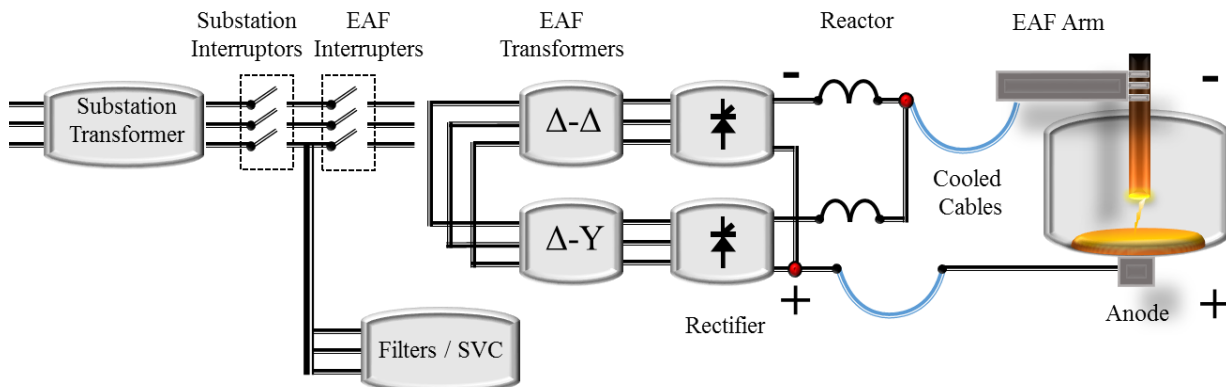 Substation
Interruptors
EAF
Interrupters
EAF
Transformers
Reactor
EAF Arm
Substation
Transformer
Δ-Δ
-
-
Cooled
Cables
Δ-Y
+
+
Rectifier
Anode
Filters / SVC